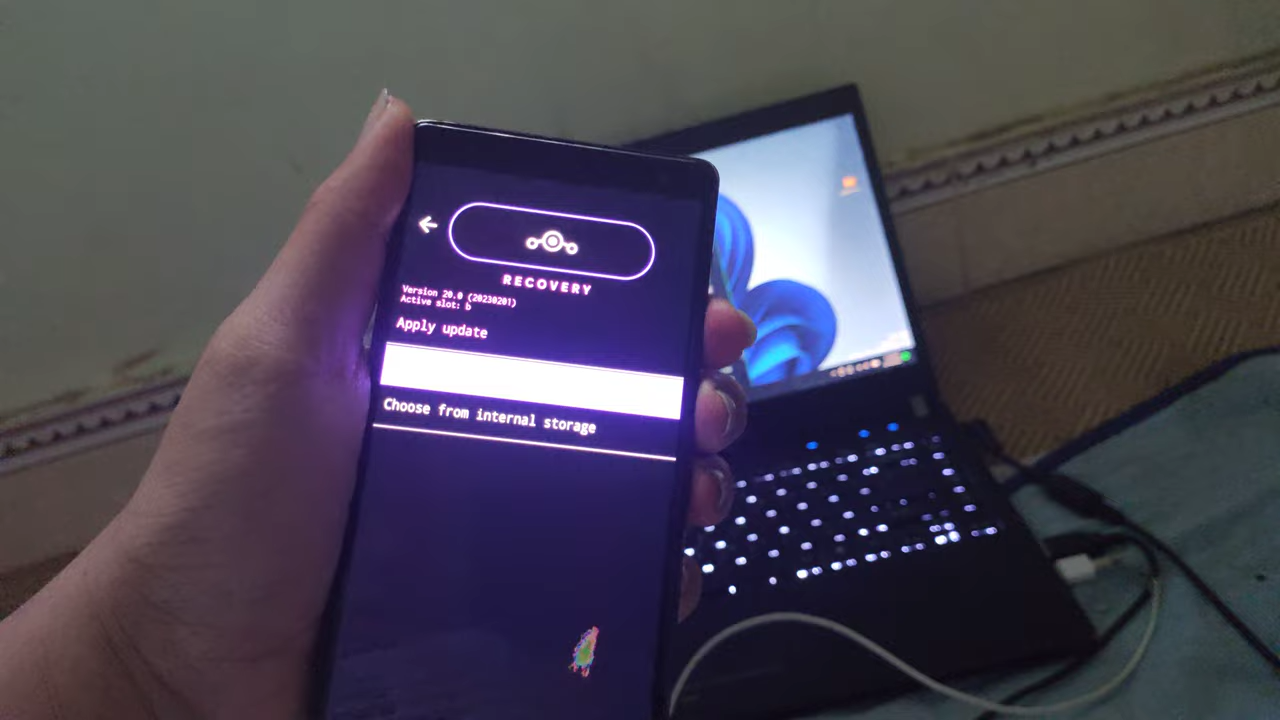 RECOVERY
Version 20.0 (20230201)
Active slot: b
Apply update
Choose from internal storage